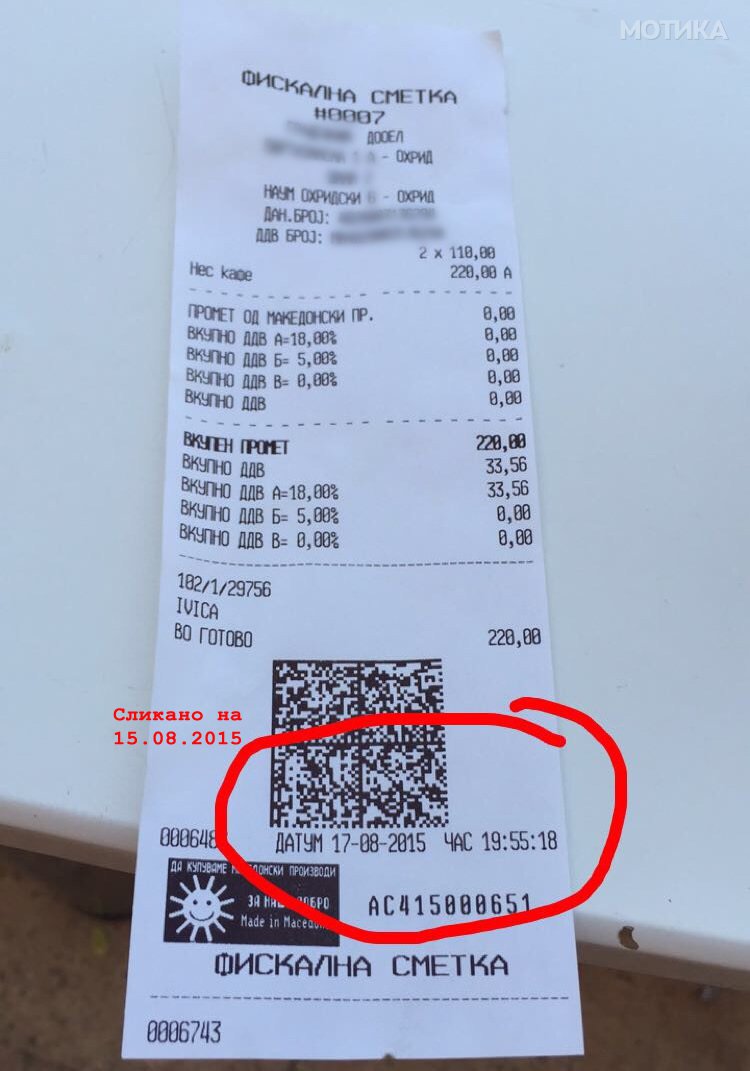 МОТИКА
ФИСКАЛНА СМЕТКА
#0007
ДООЕЛ
- ОХРИД
НАУМ ОХРИДСКИ - ОХРИД
ДАН.БРОЈ:
ДДВ БРОЈ:
2 x 110,00
Нес кафе 220,00 А
ПРОМЕТ ОД МАКЕДОНСКИ ПР. 0,00
ВКУПНО ДДВ А=18,00% 0,00
ВКУПНО ДДВ Б= 5,00% 0,00
ВКУПНО ДДВ В= 0,00% 0,00
ВКУПНО ДДВ 0,00
ВКУПЕН ПРОМЕТ 220,00
ВКУПНО ДДВ 33,56
ВКУПНО ДДВ А=18,00% 33,56
ВКУПНО ДДВ Б= 5,00% 0,00
ВКУПНО ДДВ В= 0,00% 0,00
102/1/29756
IVICA
ВО ГОТОВО 220,00
Сликано на
15.08.2015
ДАТУМ 17-08-2015 ЧАС 19:55:18
ДА КУПУВАМЕ МАКЕДОНСКИ ПРОИЗВОДИ
ЗА НАШЕ ДОБРО
Made in Macedonia
AC415000651
ФИСКАЛНА СМЕТКА
0006743